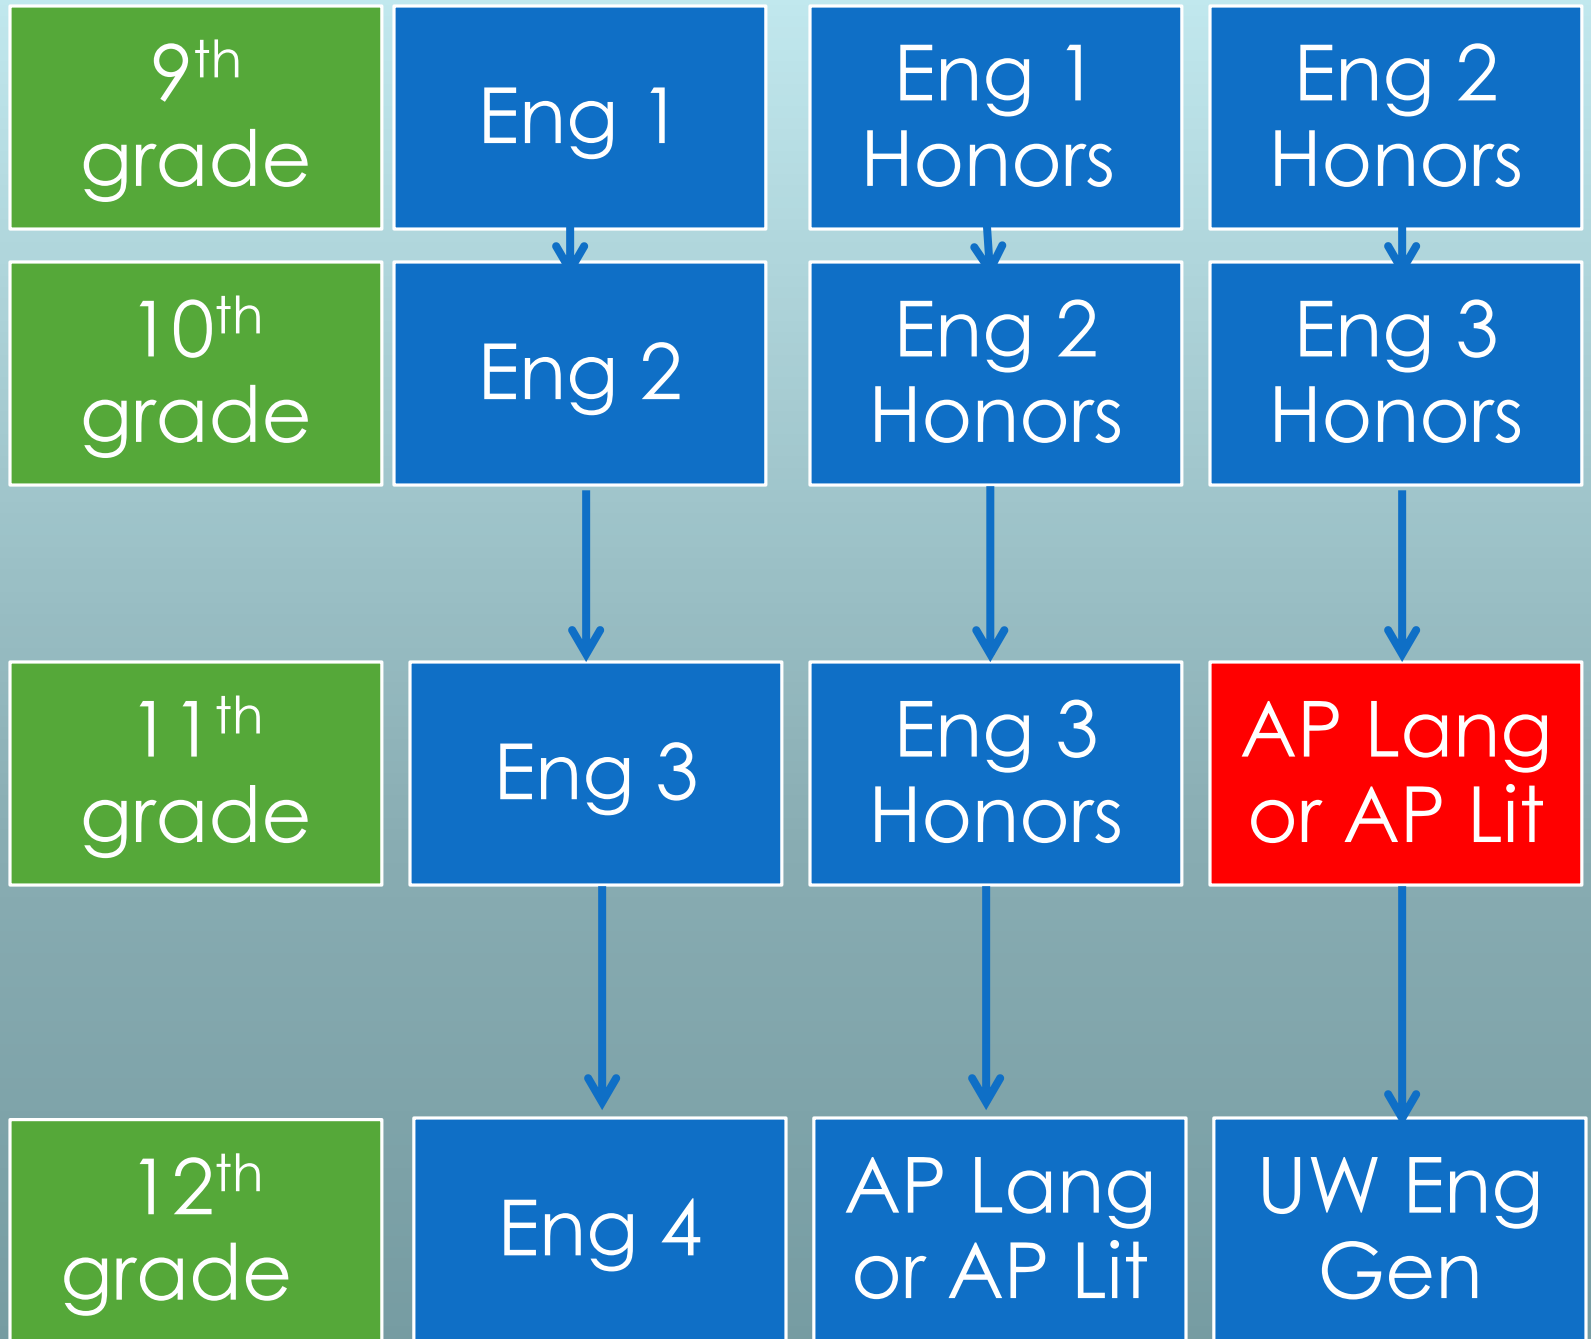 9th
grade
Eng 1
Eng 1
Honors
Eng 2
Honors
10th
grade
Eng 2
Eng 2
Honors
Eng 3
Honors
11th
grade
Eng 3
Eng 3
Honors
AP Lang
or AP Lit
12th
grade
Eng 4
AP Lang
or AP Lit
UW Eng
Gen